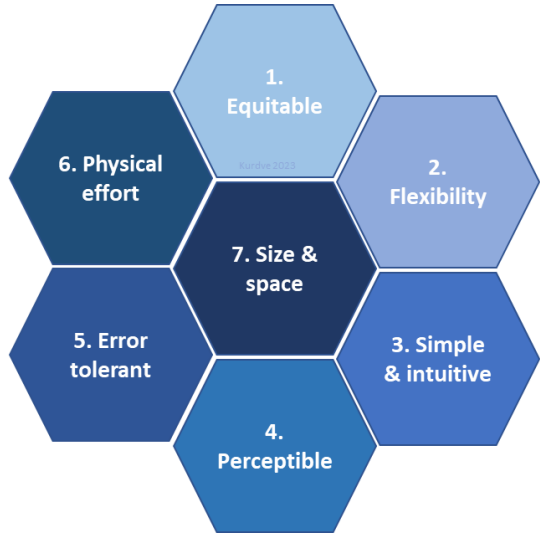 1.
Equitable
Kurdve 2023
2.
Flexibility
3. Simple
& intuitive
4.
Perceptible
5. Error
tolerant
6. Physical
effort
7. Size &
space